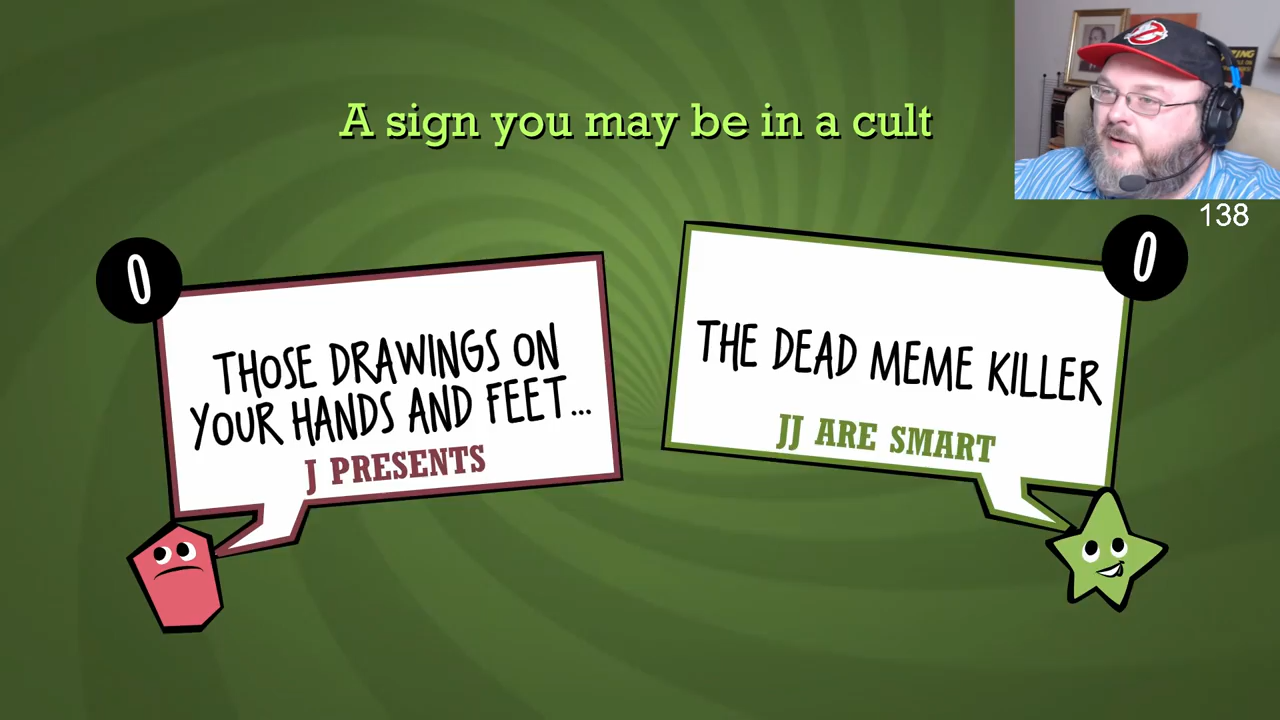 A sign you may be in a cult
138
0
THOSE DRAWINGS ON
YOUR HANDS AND FEET...
J PRESENTS
0
THE DEAD MEME KILLER
JJ ARE SMART